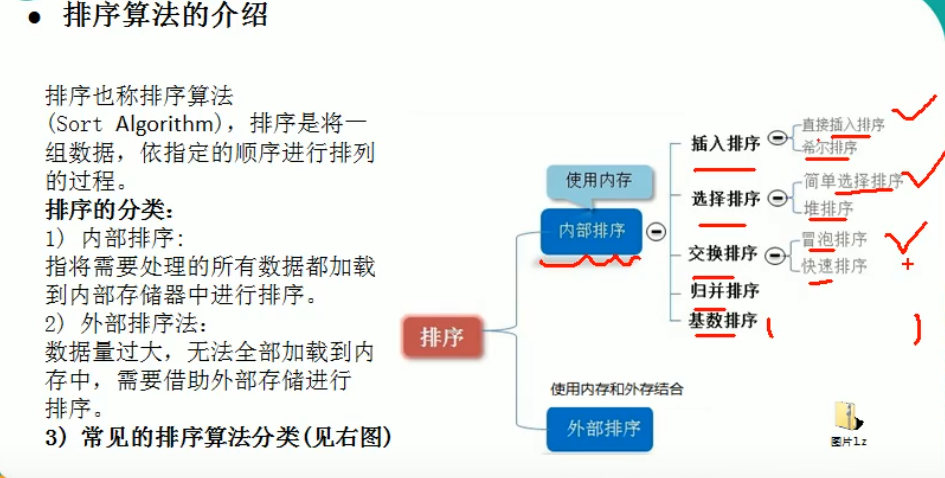 ● 排序算法的介绍
排序也称排序算法
(Sort Algorithm)，排序是将一
组数据，依指定的顺序进行排列
的过程。
排序的分类：
1) 内部排序：
指将需要处理的所有数据都加载
到内部存储器中进行排序。
2) 外部排序法：
数据量过大，无法全部加载到内
存中，需要借助外部存储进行
排序。
3) 常见的排序算法分类(见右图)
排序
使用内存
内部排序
插入排序
直接插入排序
希尔排序
选择排序
简单选择排序
堆排序
交换排序
冒泡排序
快速排序
归并排序
基数排序
使用内存和外存结合
外部排序
图片1.z